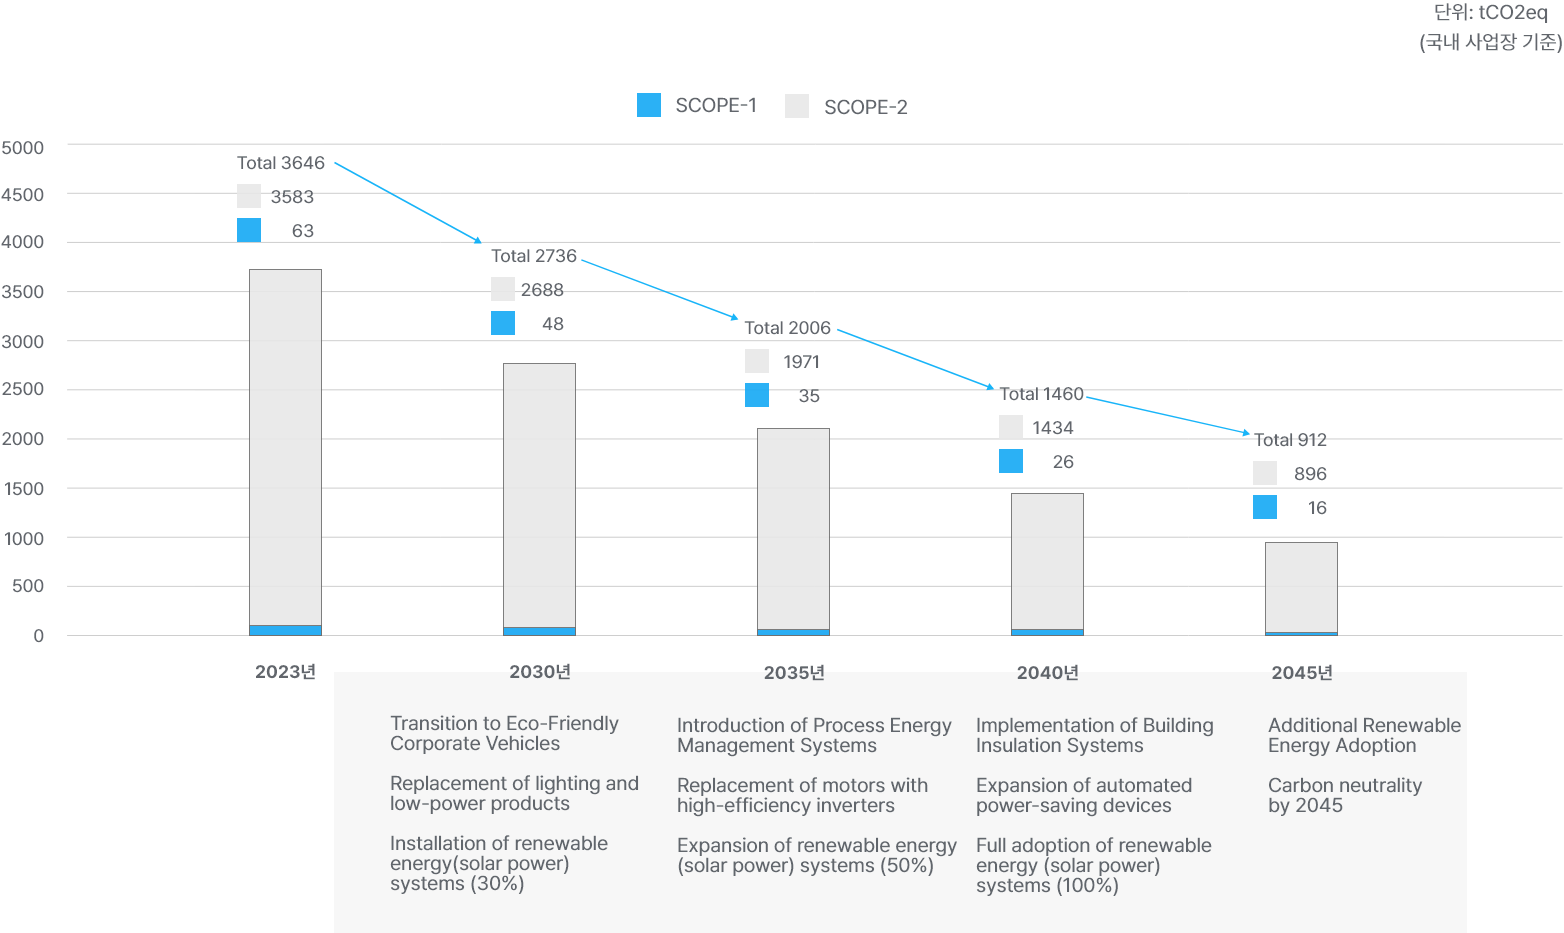 단위: tCO2eq
(국내 사업장 기준)
SCOPE-1
SCOPE-2
5000
4500
4000
3500
3000
2500
2000
1500
1000
500
0
Total 3646
3583
63
Total 2736
2688
48
Total 2006
1971
35
Total 1460
1434
26
Total 912
896
16
2023년
2030년
2035년
2040년
2045년
Transition to Eco-Friendly
Corporate Vehicles
Replacement of lighting and
low-power products
Installation of renewable
energy(solar power)
systems (30%)
Introduction of Process Energy
Management Systems
Replacement of motors with
high-efficiency inverters
Expansion of renewable energy
(solar power) systems (50%)
Implementation of Building
Insulation Systems
Expansion of automated
power-saving devices
Full adoption of renewable
energy (solar power)
systems (100%)
Additional Renewable
Energy Adoption
Carbon neutrality
by 2045